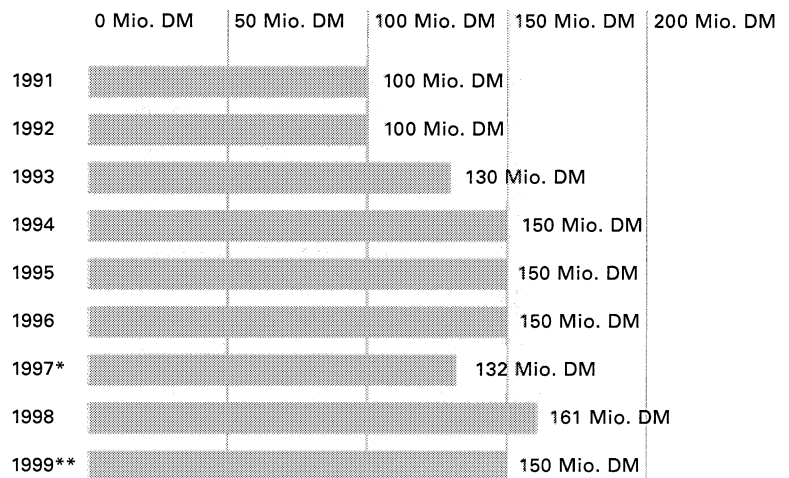 0 Mio. DM 50 Mio. DM 100 Mio. DM 150 Mio. DM 200 Mio. DM
1991 100 Mio. DM
1992 100 Mio. DM
1993 130 Mio. DM
1994 150 Mio. DM
1995 150 Mio. DM
1996 150 Mio. DM
1997* 132 Mio. DM
1998 161 Mio. DM
1999** 150 Mio. DM